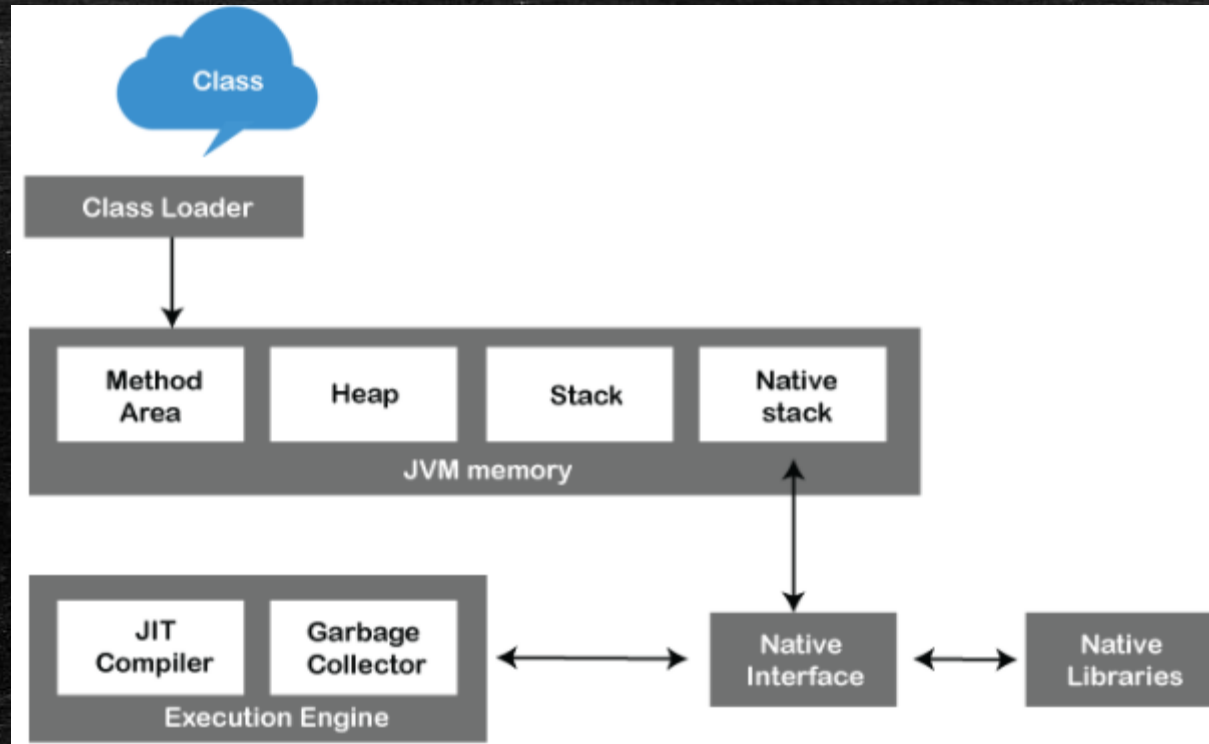 Class
Class Loader
Method
Area
Heap
Stack
Native
stack
JVM memory
JIT
Compiler
Garbage
Collector
Execution Engine
Native
Interface
Native
Libraries